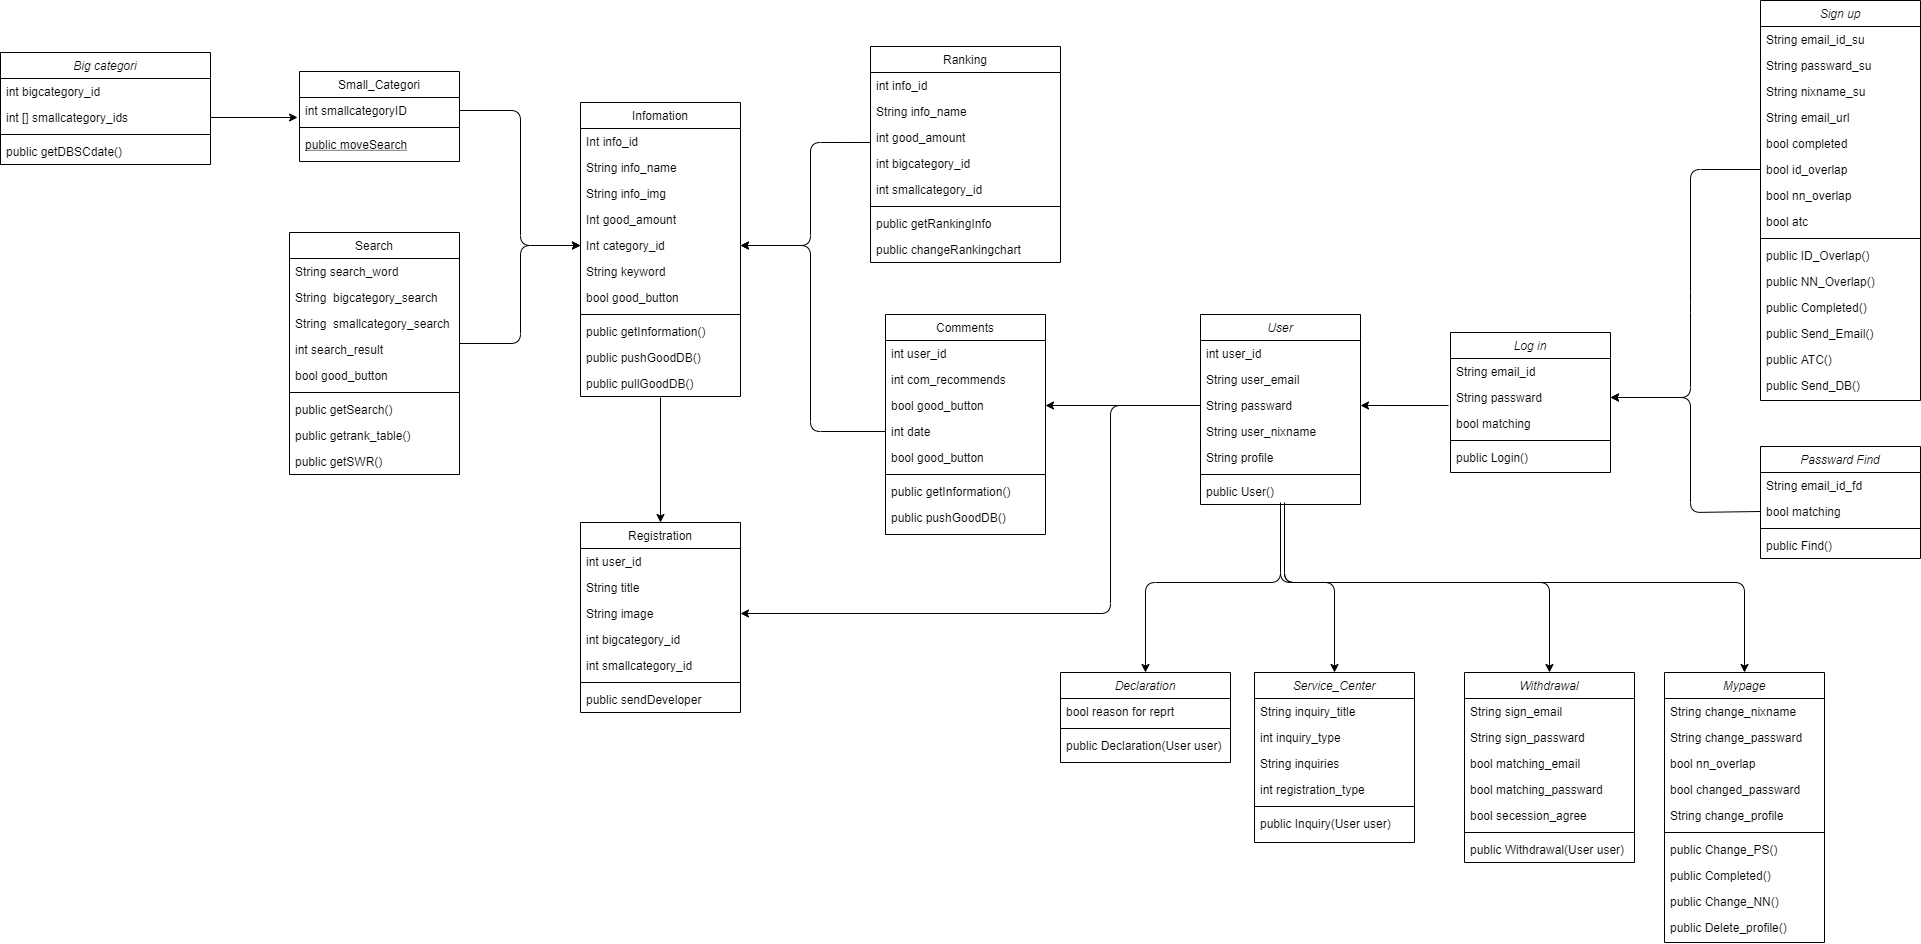 Big categori
int bigcategory_id
int [] smallcategory_ids
public getDBSCdate()
Small_Categori
int smallcategoryID
public moveSearch
Search
String search_word
String  bigcategory_search
String  smallcategory_search
int search_result
bool good_button
public getSearch()
public getrank_table()
public getSWR()
Infomation
Int info_id
String info_name
String info_img
Int good_amount
Int category_id
String keyword
bool good_button
public getInformation()
public pushGoodDB()
public pullGoodDB()
Registration
int user_id
String title
String image
int bigcategory_id
int smallcategory_id
public sendDeveloper
Ranking
int info_id
String info_name
int good_amount
int bigcategory_id
int smallcategory_id
public getRankingInfo
public changeRankingchart
Comments
int user_id
int com_recommends
bool good_button
int date
bool good_button
public getInformation()
public pushGoodDB()
User
int user_id
String user_email
String passward
String user_nixname
String profile
public User()
Log in
String email_id
String password
bool matching
public Login()
Sign up
String email_id_su
String password_su
String nixname_su
String email_url
bool completed
bool id_overlap
bool nn_overlap
bool atc
public ID_Overlap()
public NN_Overlap()
public Completed()
public Send_Email()
public ATC()
public Send_DB()
Passward Find
String email_id_fd
bool matching
public Find()
Declaration
bool reason for reprt
public Declaration(User user)
Service_Center
String inquiry_title
int inquiry_type
String inquiries
int registration_type
public Inquiry(User user)
Withdrawal
String sign_email
String sign_password
bool matching_email
bool matching_password
bool secession_agree
public Withdrawal(User user)
Mypage
String change_nixname
String change_password
bool nn_overlap
bool changed_password
String change_profile
public Change_PS()
public Completed()
public Change_NN()
public Delete_profile()